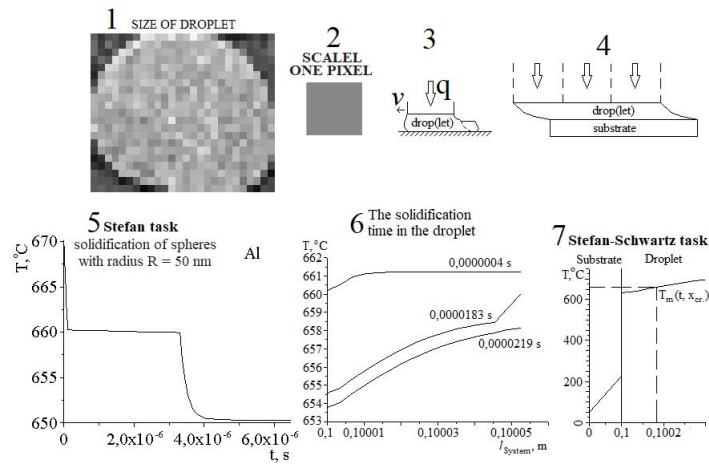 1 SIZE OF DROPLET
2
SCALEL
ONE PIXEL
3
v
q
drop(let)
4
drop(let)
substrate
5 Stefan task
solidification of spheres
with radius R = 50 nm
Al
T,°C
670
665
660
655
650
0
2,0x10⁻⁶
4,0x10⁻⁶
6,0x10⁻⁶
t, s
6 The solidification
time in the droplet
T,°C
662
661
660
659
658
657
656
655
654
653
0,0000004 s
0,0000183 s
0,0000219 s
0,1
0,10001
0,10003
0,10005
l System, m
7 Stefan-Schwartz task
Substrate
Droplet
T,°C
600
400
200
0
Tm(t, xcr.)
0
0,1
0,1002